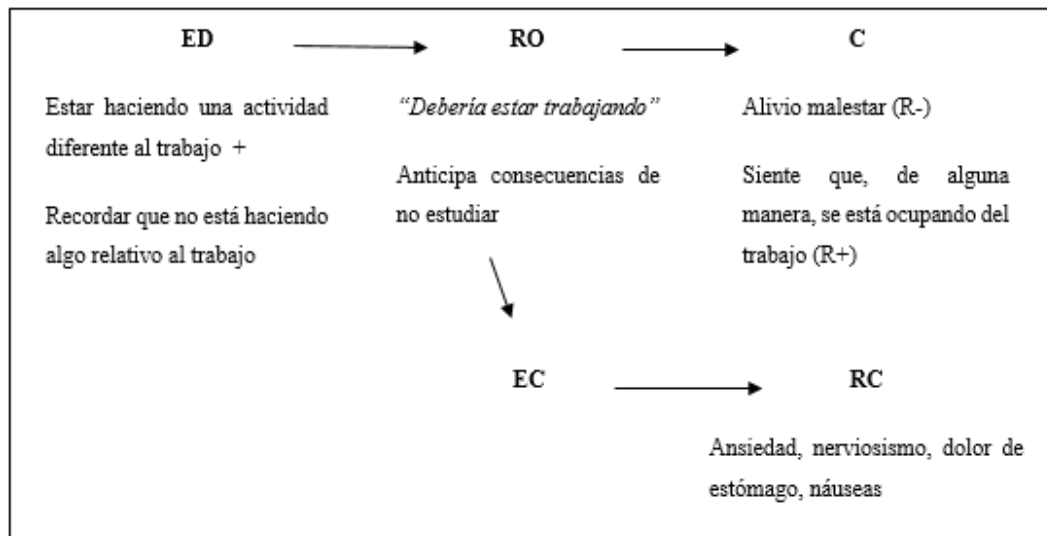 ED
RO
C
Estar haciendo una actividad
diferente al trabajo +
Recordar que no está haciendo
algo relativo al trabajo
“Debería estar trabajando”
Anticipa consecuencias de
no estudiar
Alivio malestar (R-)
Siente que, de alguna
manera, se está ocupando del
trabajo (R+)
EC
RC
Ansiedad, nerviosismo, dolor de
estómago, náuseas